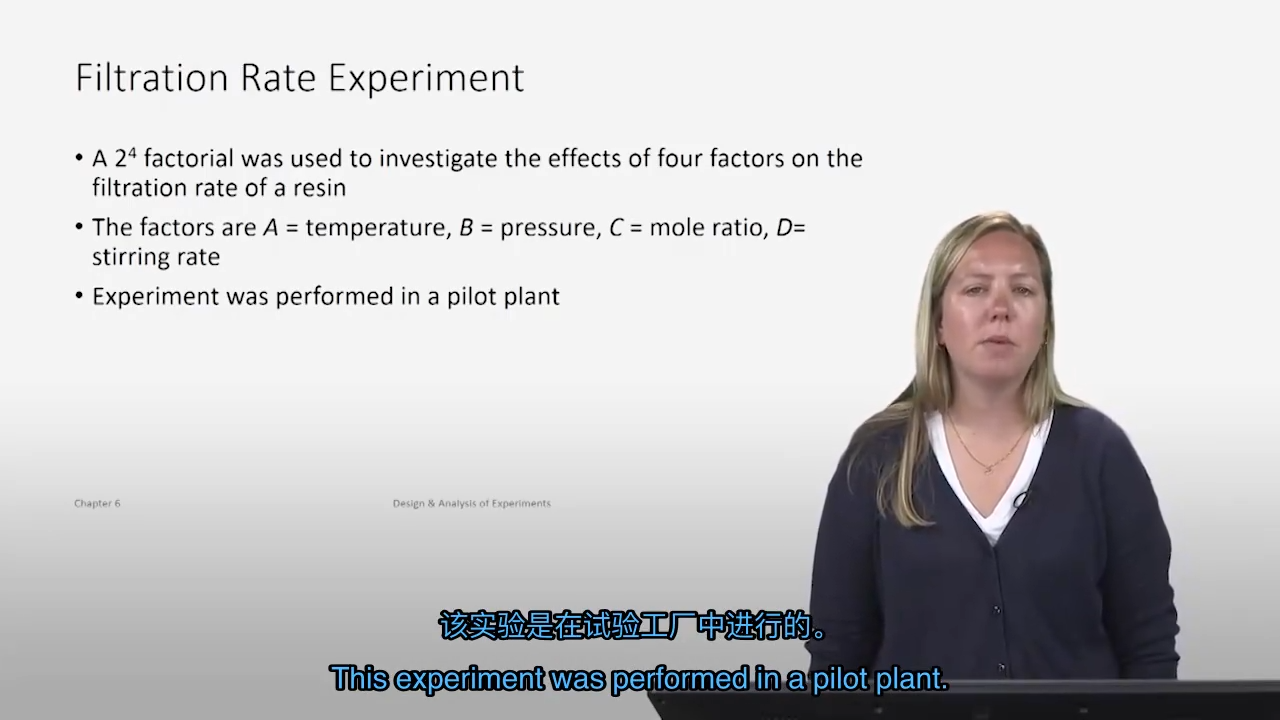 Filtration Rate Experiment
• A 2⁴ factorial was used to investigate the effects of four factors on the
filtration rate of a resin
• The factors are A = temperature, B = pressure, C = mole ratio, D=
stirring rate
• Experiment was performed in a pilot plant
Chapter 6
Design & Analysis of Experiments
该实验是在试验工厂中进行的。
This experiment was performed in a pilot plant.